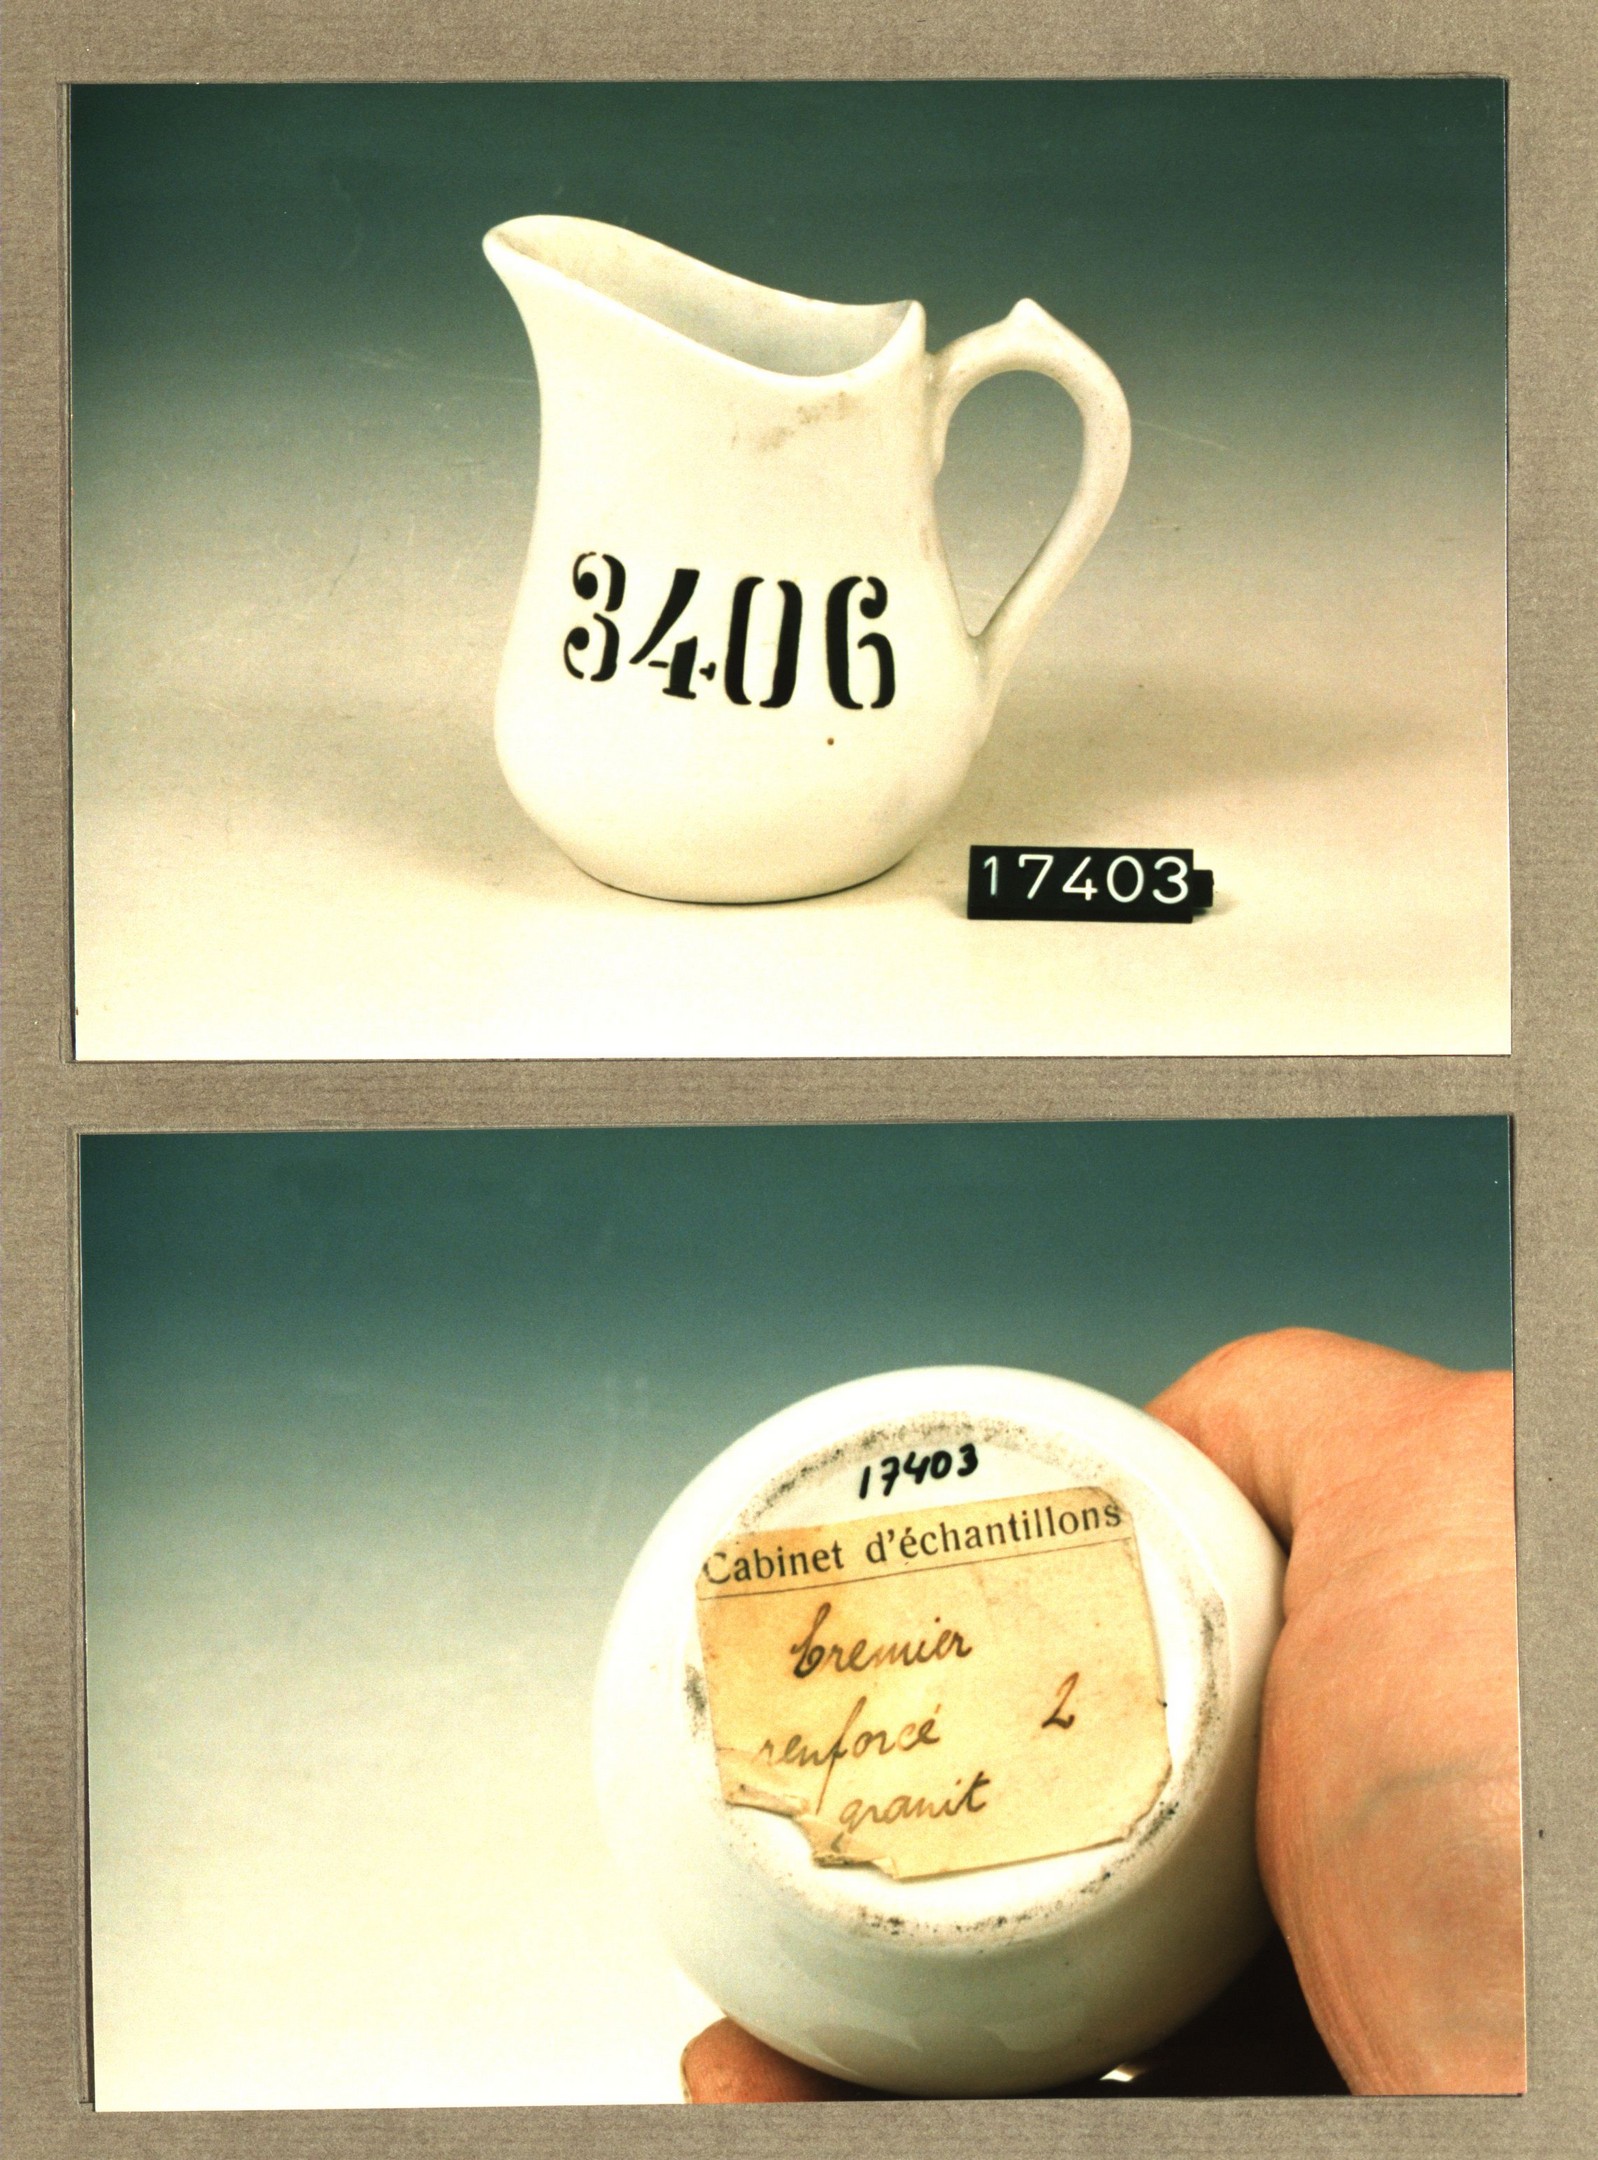 3406
17403
17403
Cabinet d'échantillons
Cremier
renforcé 2
granit